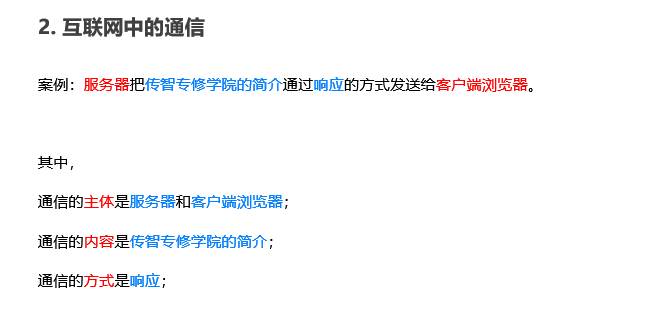 2. 互联网中的通信
案例：服务器把传智专修学院的简介通过响应的方式发送给客户端浏览器。
其中，
通信的主体是服务器和客户端浏览器；
通信的内容是传智专修学院的简介；
通信的方式是响应；